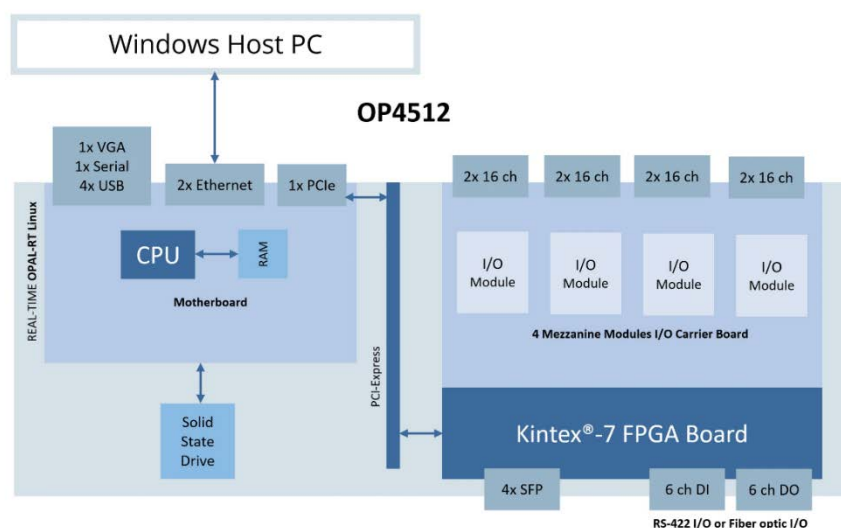 Windows Host PC
OP4512
1x VGA
1x Serial
4x USB
2x Ethernet
1x PCIe
2x 16 ch
2x 16 ch
2x 16 ch
2x 16 ch
REAL-TIME OPAL-RT Linux
CPU
RAM
Motherboard
I/O
Module
I/O
Module
I/O
Module
I/O
Module
4 Mezzanine Modules I/O Carrier Board
PCI-Express
Solid
State
Drive
Kintex®-7 FPGA Board
4x SFP
6 ch DI
6 ch DO
RS-422 I/O or Fiber optic I/O